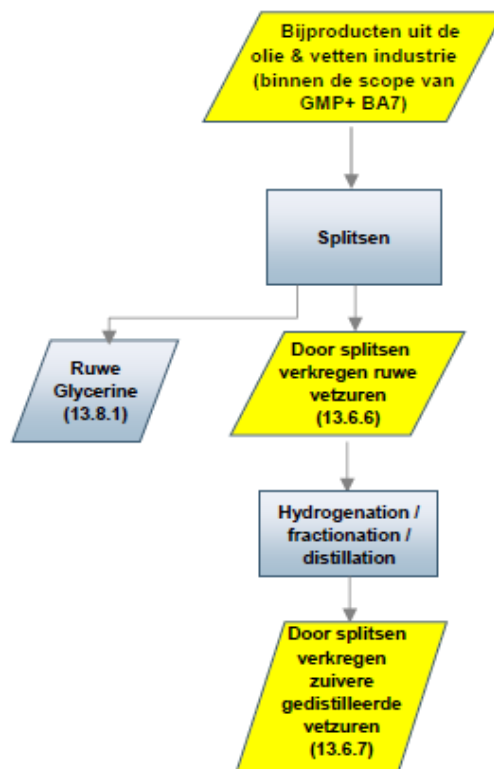 Bijproducten uit de
olie & vetten industrie
(binnen de scope van
GMP+ BA7)
Splitsen
Ruwe
Glycerine
(13.8.1)
Door splitsen
verkregen ruwe
vetzuren
(13.6.6)
Hydrogenation /
fractionation /
distillation
Door splitsen
verkregen
zuivere
gedistilleerde
vetzuren
(13.6.7)